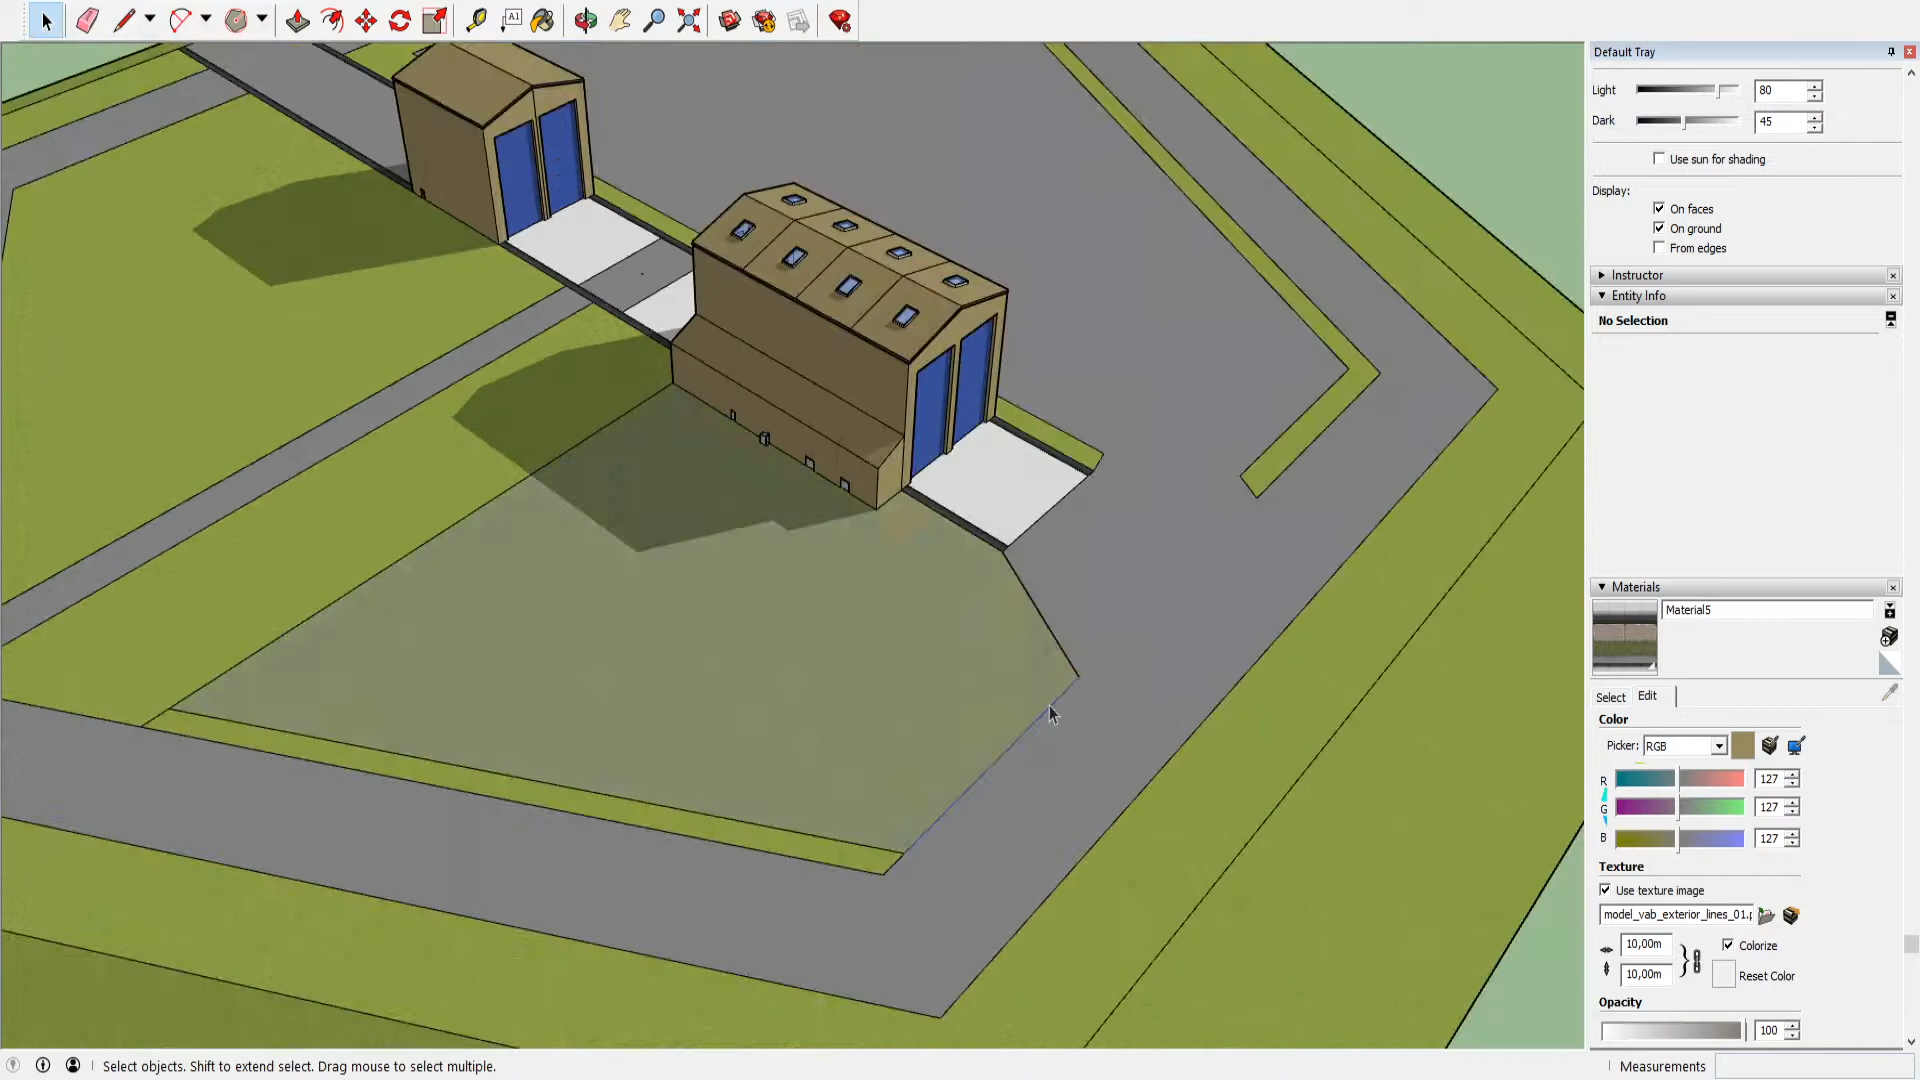 A1
Default Tray
Light 80
Dark 45
Use sun for shading
Display:
On faces
On ground
From edges
Instructor
Entity Info
No Selection
Materials
Material5
Select Edit
Color
Picker: RGB
R 127
G 127
B 127
Texture
Use texture image
model_vab_exterior_lines_01.p
10,00m Colorize
10,00m Reset Color
Opacity
100
Select objects. Shift to extend select. Drag mouse to select multiple. Measurements